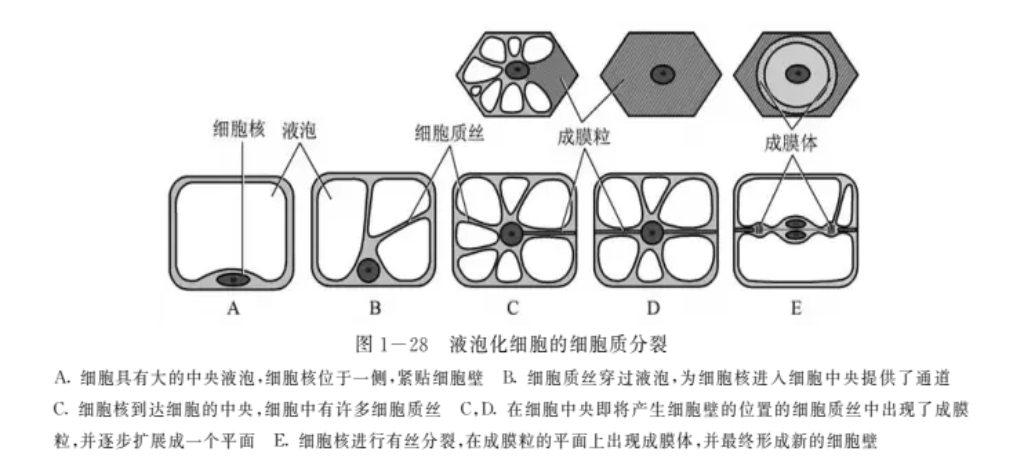 细胞核 液泡 细胞质丝 成膜粒 成膜体
A B C D E
图 1-28 液泡化细胞的细胞质分裂
A. 细胞具有大的中央液泡,细胞核位于一侧,紧贴细胞壁 B. 细胞质丝穿过液泡,为细胞核进入细胞中央提供了通道
C. 细胞核到达细胞的中央,细胞中有许多细胞质丝 C,D. 在细胞中央即将产生细胞壁的位置的细胞质丝中出现了成膜
粒,并逐步扩展成一个平面 E. 细胞核进行有丝分裂,在成膜粒的平面上出现成膜体,并最终形成新的细胞壁